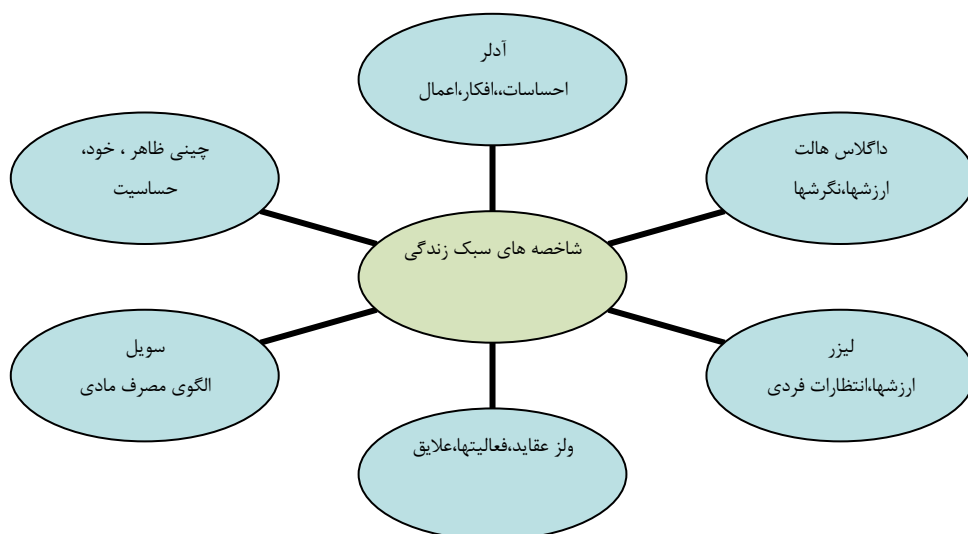 آدلر
احساسات،،افکار،اعمال
داگلاس هالت
ارزشها،نگرشها
لیزر
ارزشها،انتظارات فردی
ولز عقاید،فعالیتها،علایق
سویل
الگوی مصرف مادی
چینی ظاهر ، خود،
حساسیت
شاخصه های سبک زندگی